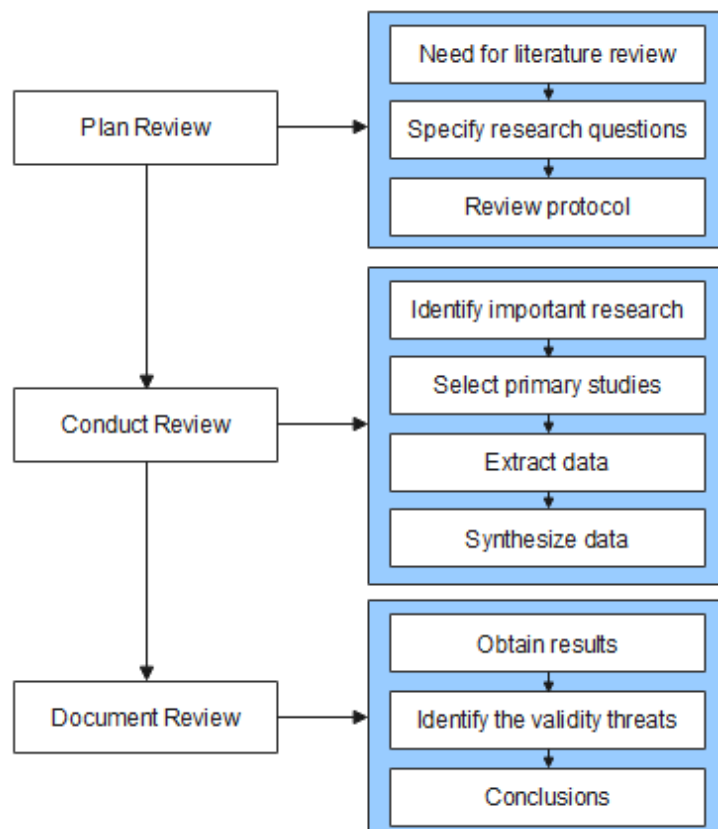 Plan Review
Need for literature review
Specify research questions
Review protocol
Conduct Review
Identify important research
Select primary studies
Extract data
Synthesize data
Document Review
Obtain results
Identify the validity threats
Conclusions